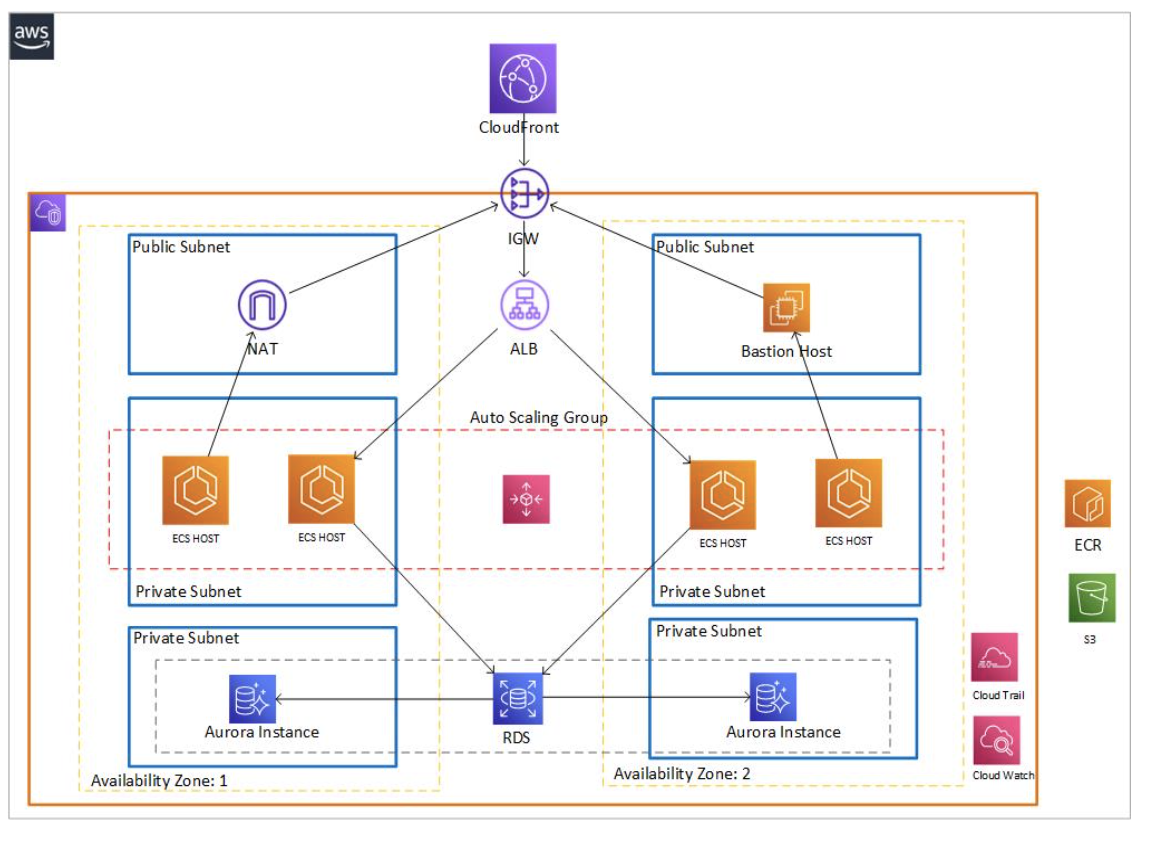 aws
CloudFront
IGW
Public Subnet
Public Subnet
NAT
ALB
Bastion Host
Auto Scaling Group
ECS HOST
ECS HOST
ECS HOST
ECS HOST
ECR
Private Subnet
Private Subnet
Private Subnet
Private Subnet
S3
Cloud Trail
Aurora Instance
RDS
Aurora Instance
Cloud Watch
Availability Zone: 1
Availability Zone: 2